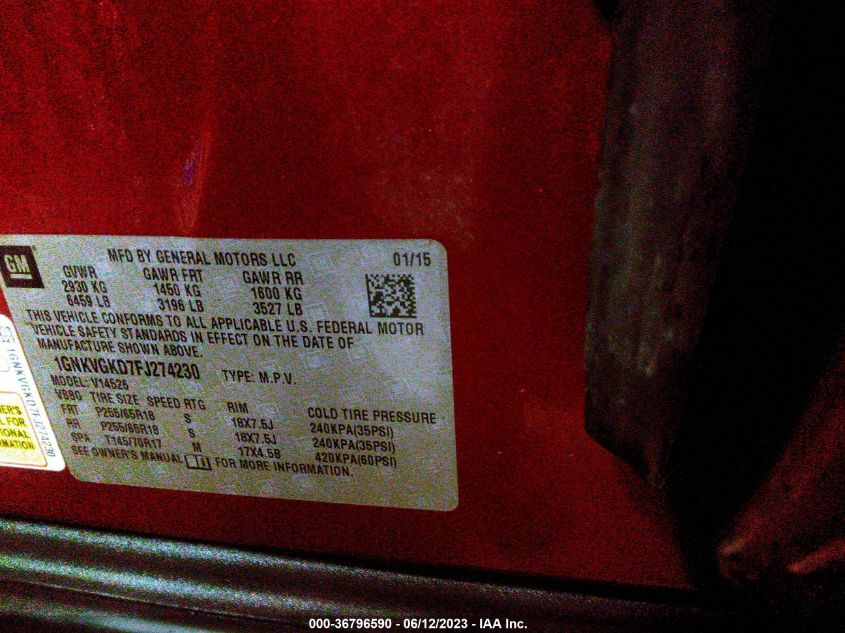 GM
MFD BY GENERAL MOTORS LLC 01/15
GVWR GAWR FRT GAWR RR
2930 KG 1450 KG 1600 KG
6459 LB 3196 LB 3527 LB
THIS VEHICLE CONFORMS TO ALL APPLICABLE U.S. FEDERAL MOTOR
VEHICLE SAFETY STANDARDS IN EFFECT ON THE DATE OF
MANUFACTURE SHOWN ABOVE.
1GNKVGKD7FJ274230 TYPE: M.P.V.
MODEL: V14526
TIRE SIZE SPEED RTG RIM COLD TIRE PRESSURE
FRT P255/65R18 S 18X7.5J 240KPA(35PSI)
RR P255/65R18 S 18X7.5J 240KPA(35PSI)
SPA T145/70R17 M 17X4.5B 420KPA(60PSI)
SEE OWNER'S MANUAL FOR MORE INFORMATION.
1GNKVGKD7FJ274230
000-36796590 - 06/12/2023 - IAA Inc.